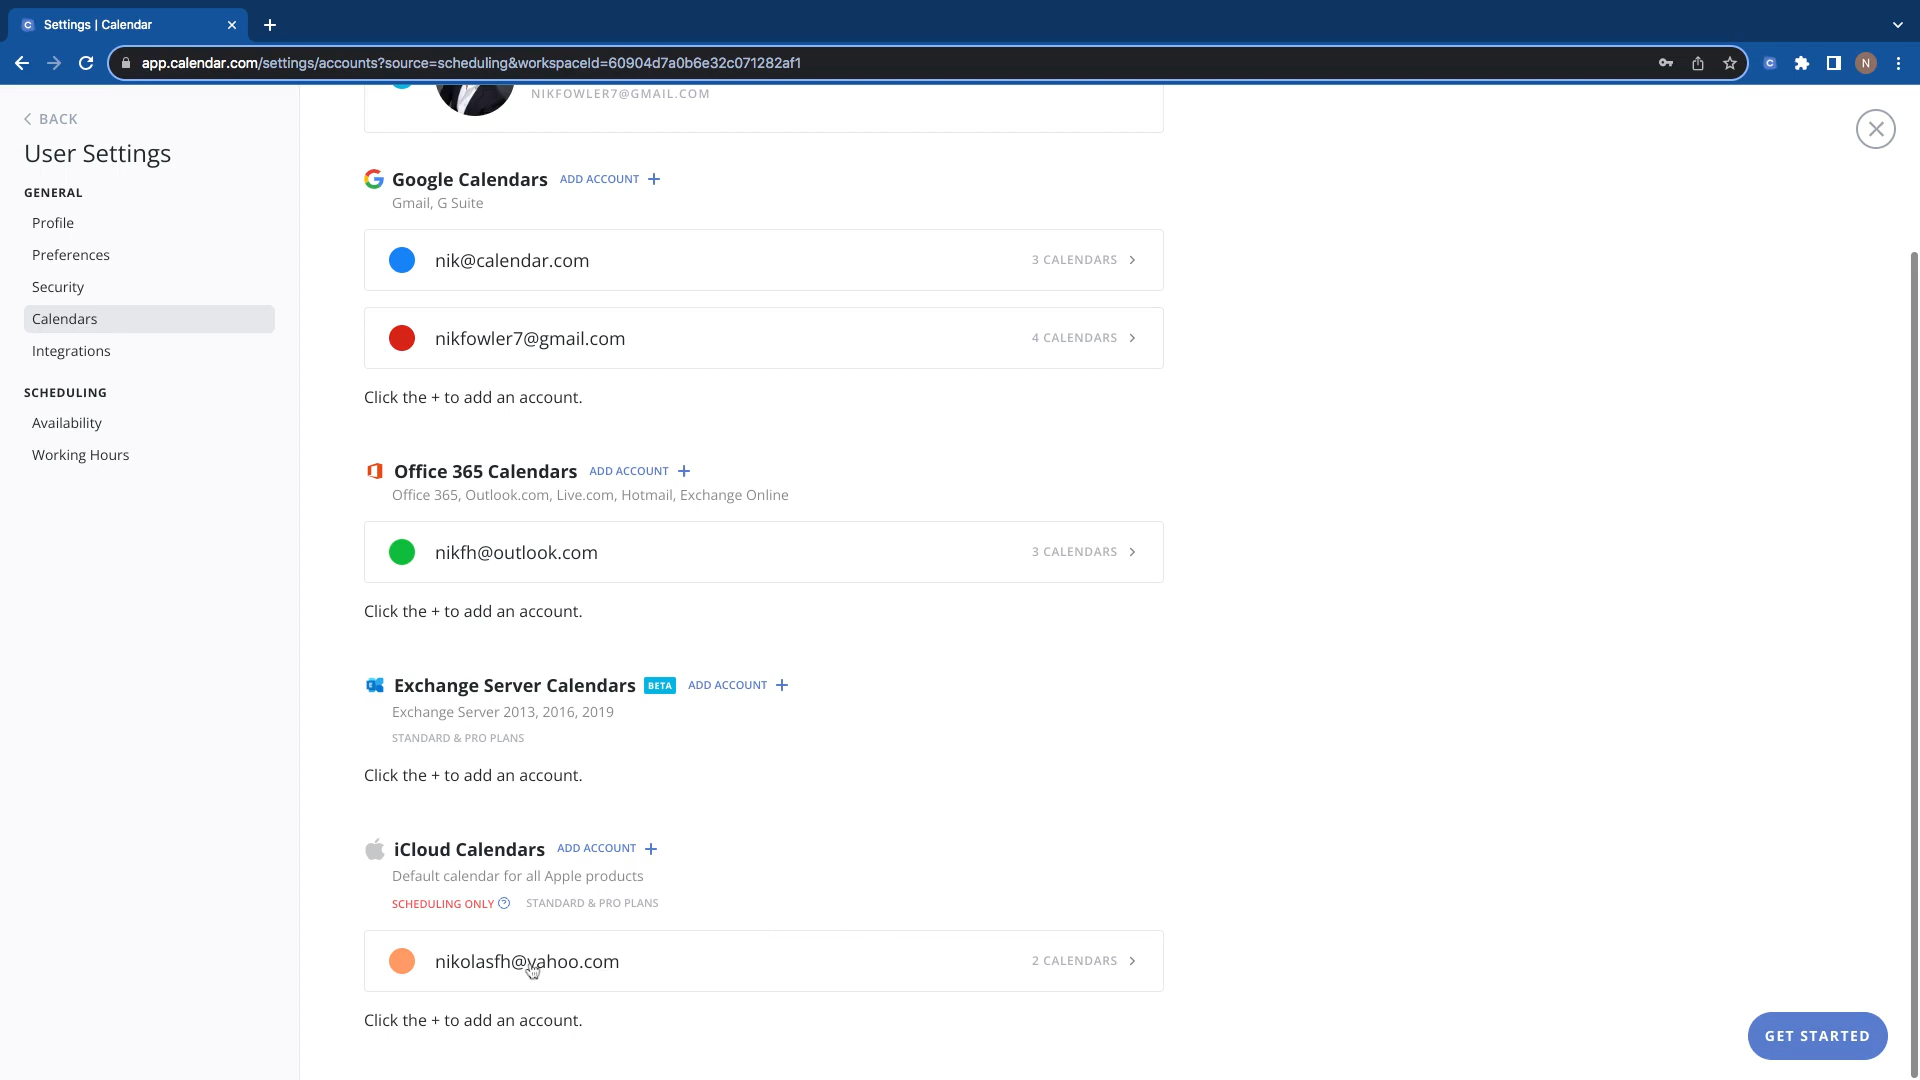 Settings | Calendar
app.calendar.com/settings/accounts?source=scheduling&workspaceId=60904d7a0b6e32c071282af1
N
BACK
User Settings
GENERAL
Profile
Preferences
Security
Calendars
Integrations
SCHEDULING
Availability
Working Hours
NIKFOWLER7@GMAIL.COM
Google Calendars ADD ACCOUNT +
Gmail, G Suite
nik@calendar.com 3 CALENDARS
nikfowler7@gmail.com 4 CALENDARS
Click the + to add an account.
Office 365 Calendars ADD ACCOUNT +
Office 365, Outlook.com, Live.com, Hotmail, Exchange Online
nikfh@outlook.com 3 CALENDARS
Click the + to add an account.
Exchange Server Calendars BETA ADD ACCOUNT +
Exchange Server 2013, 2016, 2019
STANDARD & PRO PLANS
Click the + to add an account.
iCloud Calendars ADD ACCOUNT +
Default calendar for all Apple products
SCHEDULING ONLY ? STANDARD & PRO PLANS
nikolasfh@yahoo.com 2 CALENDARS
Click the + to add an account.
GET STARTED